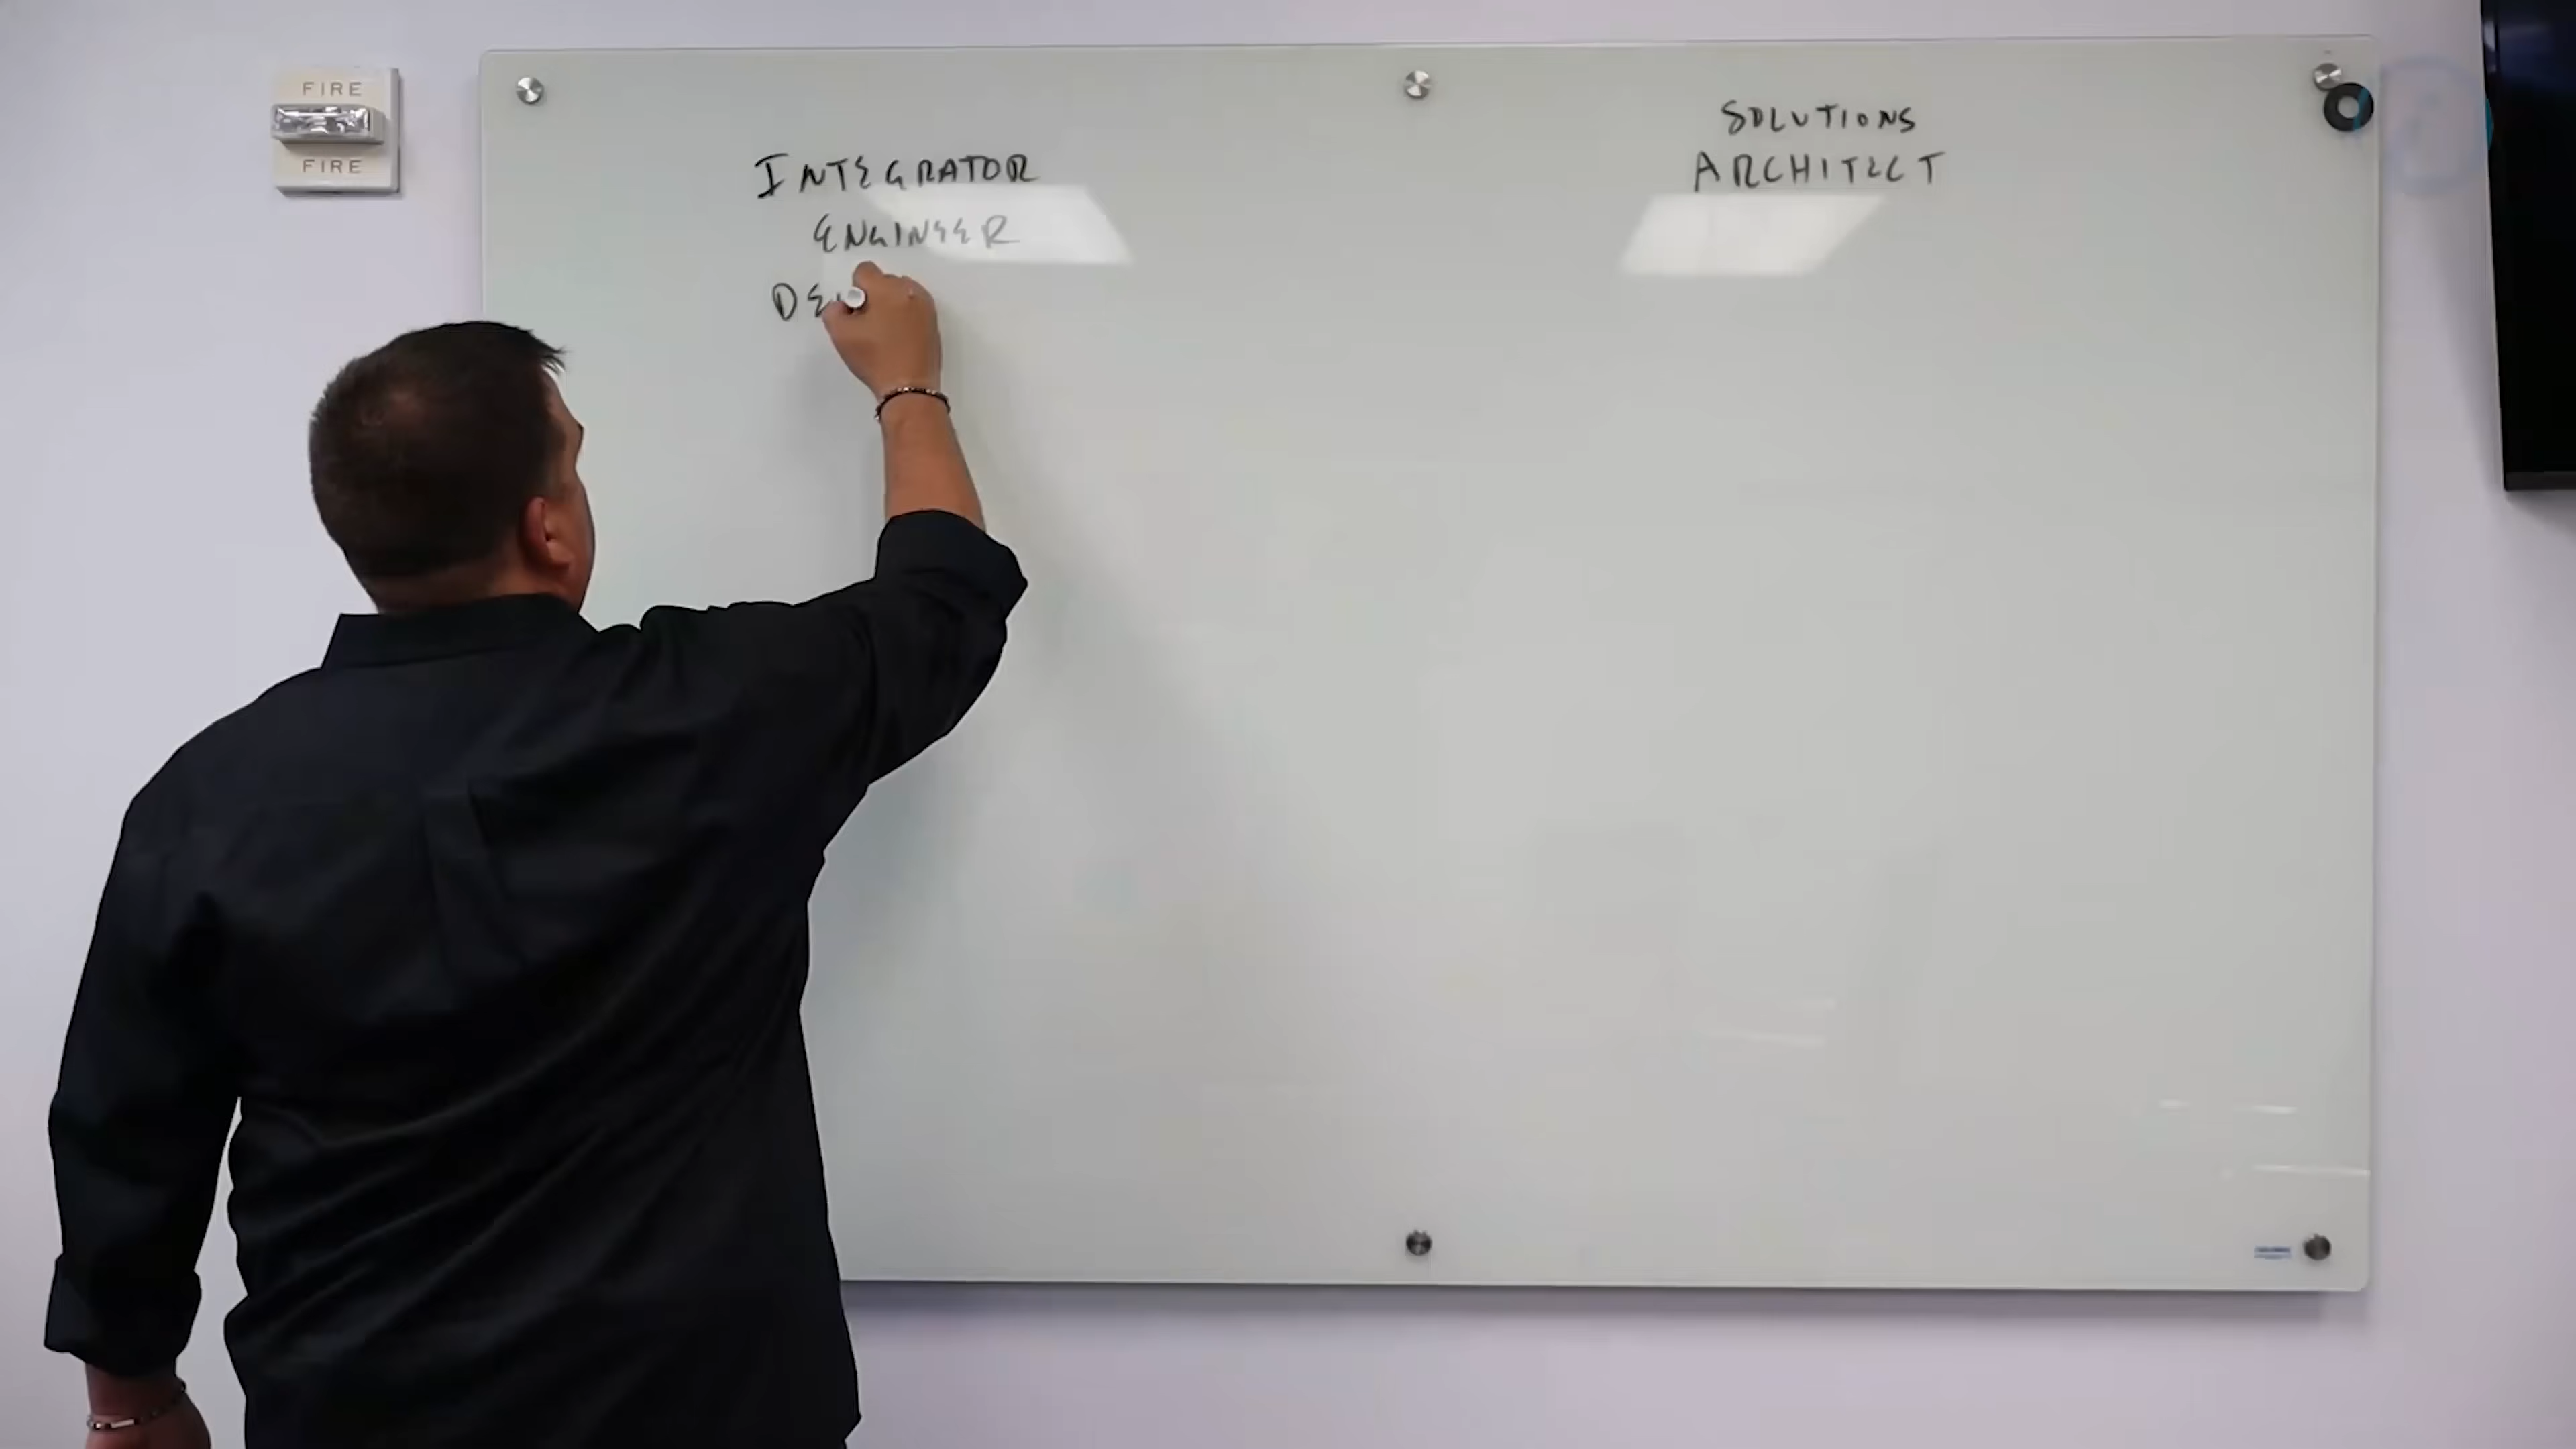 FIRE
FIRE
INTEGRATOR
ENGINEER
DE
SOLUTIONS
ARCHITECT